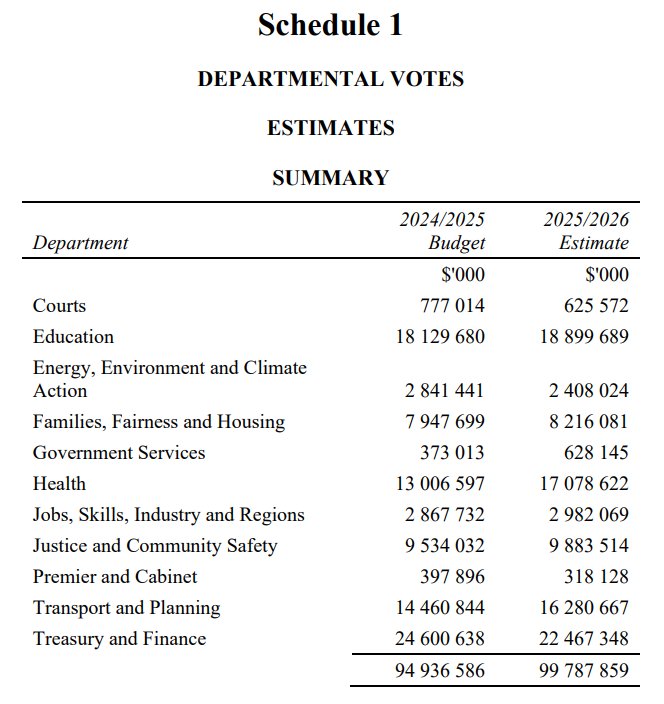 Schedule 1
DEPARTMENTAL VOTES
ESTIMATES
SUMMARY
2024/2025 2025/2026
Department Budget Estimate
$'000 $'000
Courts 777 014 625 572
Education 18 129 680 18 899 689
Energy, Environment and Climate
Action 2 841 441 2 408 024
Families, Fairness and Housing 7 947 699 8 216 081
Government Services 373 013 628 145
Health 13 006 597 17 078 622
Jobs, Skills, Industry and Regions 2 867 732 2 982 069
Justice and Community Safety 9 534 032 9 883 514
Premier and Cabinet 397 896 318 128
Transport and Planning 14 460 844 16 280 667
Treasury and Finance 24 600 638 22 467 348
94 936 586 99 787 859